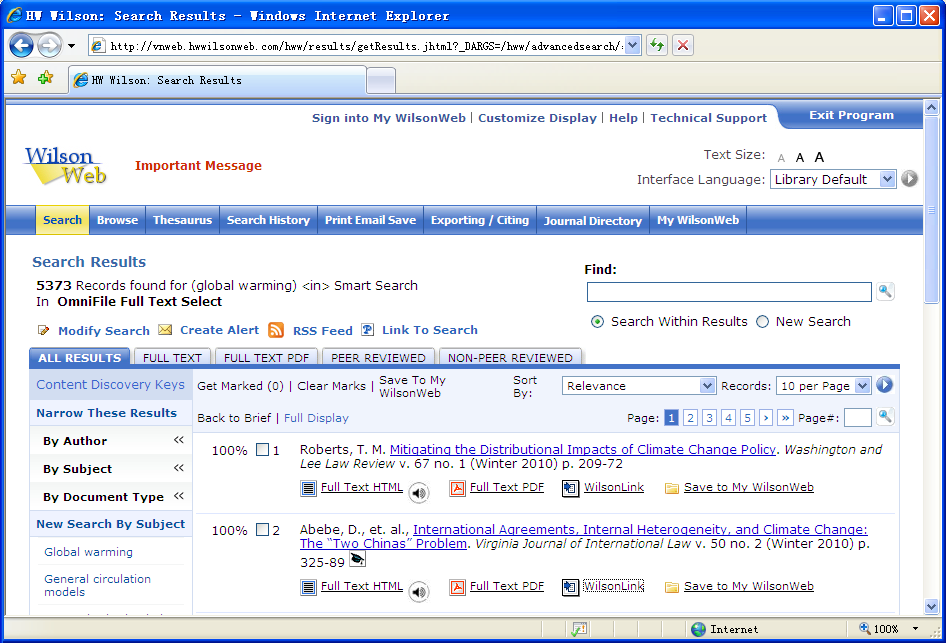 HW Wilson: Search Results - Windows Internet Explorer
http://vnweb.hwwilsonweb.com/hww/results/getResults.jhtml?_DARGS=/hww/advancedsearch/
HW Wilson: Search Results
Sign into My WilsonWeb | Customize Display | Help | Technical Support
Exit Program
Wilson
Web
Important Message
Text Size: A A A
Interface Language: Library Default
Search Browse Thesaurus Search History Print Email Save Exporting / Citing Journal Directory My WilsonWeb
Search Results
5373 Records found for (global warming) <in> Smart Search
In OmniFile Full Text Select
Find:
Search Within Results New Search
Modify Search Create Alert RSS Feed Link To Search
ALL RESULTS FULL TEXT FULL TEXT PDF PEER REVIEWED NON-PEER REVIEWED
Content Discovery Keys
Get Marked (0) | Clear Marks | Save To My
WilsonWeb
Sort
By:
Relevance
Records: 10 per Page
Back to Brief | Full Display
Page: 1 2 3 4 5 > » Page#:
Narrow These Results
By Author <<
By Subject <<
By Document Type <<
New Search By Subject
Global warming
General circulation
models
100% 1 Roberts, T. M. Mitigating the Distributional Impacts of Climate Change Policy. Washington and
Lee Law Review v. 67 no. 1 (Winter 2010) p. 209-72
Full Text HTML Full Text PDF WilsonLink Save to My WilsonWeb
100% 2 Abebe, D., et. al., International Agreements, Internal Heterogeneity, and Climate Change:
The "Two Chinas" Problem. Virginia Journal of International Law v. 50 no. 2 (Winter 2010) p.
325-89
Full Text HTML Full Text PDF WilsonLink Save to My WilsonWeb
Internet
100%